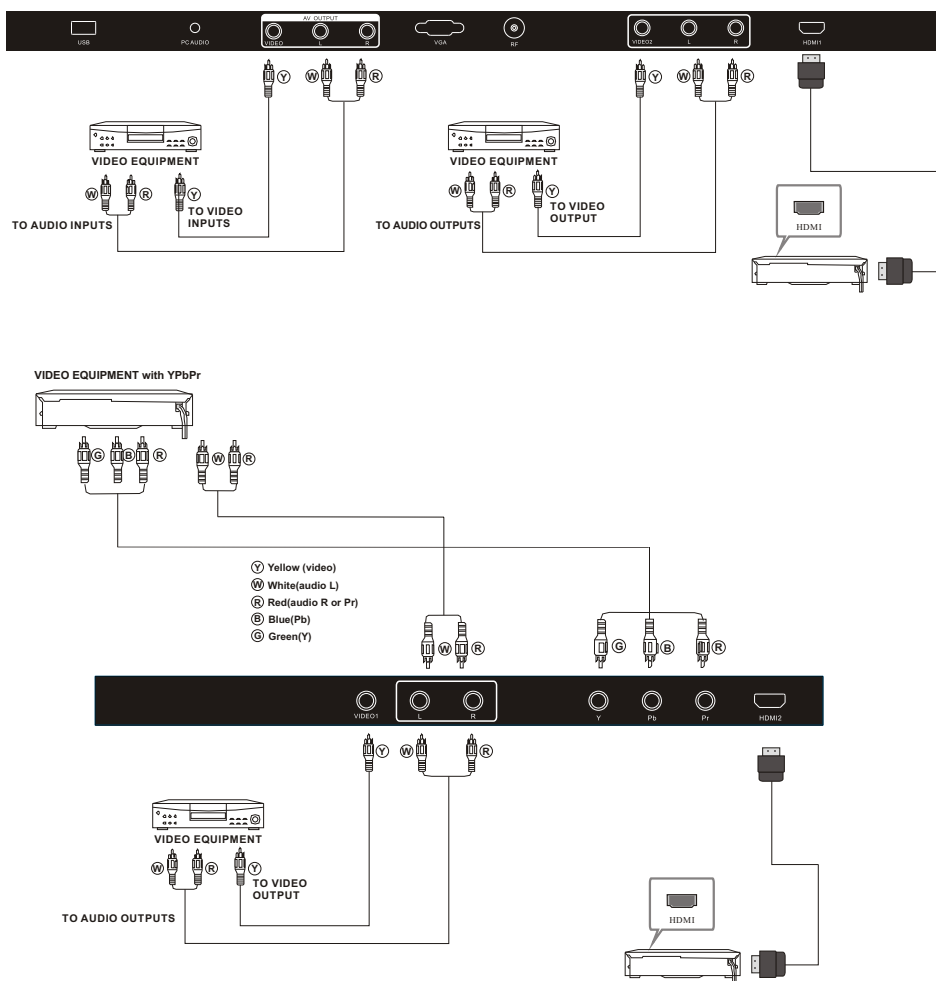 AV OUTPUT
USB
PC AUDIO
VIDEO
L
R
VGA
RF
VIDEO2
L
R
HDMI1
Y
W
R
Y
W
R
VIDEO EQUIPMENT
VIDEO EQUIPMENT
W
R
Y
TO VIDEO
INPUTS
TO AUDIO INPUTS
W
R
Y
TO VIDEO
OUTPUT
TO AUDIO OUTPUTS
HDMI
VIDEO EQUIPMENT with YPbPr
G
B
R
W
R
Y Yellow (video)
W White(audio L)
R Red(audio R or Pr)
B Blue(Pb)
G Green(Y)
W
R
G
B
R
VIDEO1
L
R
Y
Pb
Pr
HDMI2
Y
W
R
VIDEO EQUIPMENT
W
R
Y
TO VIDEO
OUTPUT
TO AUDIO OUTPUTS
HDMI